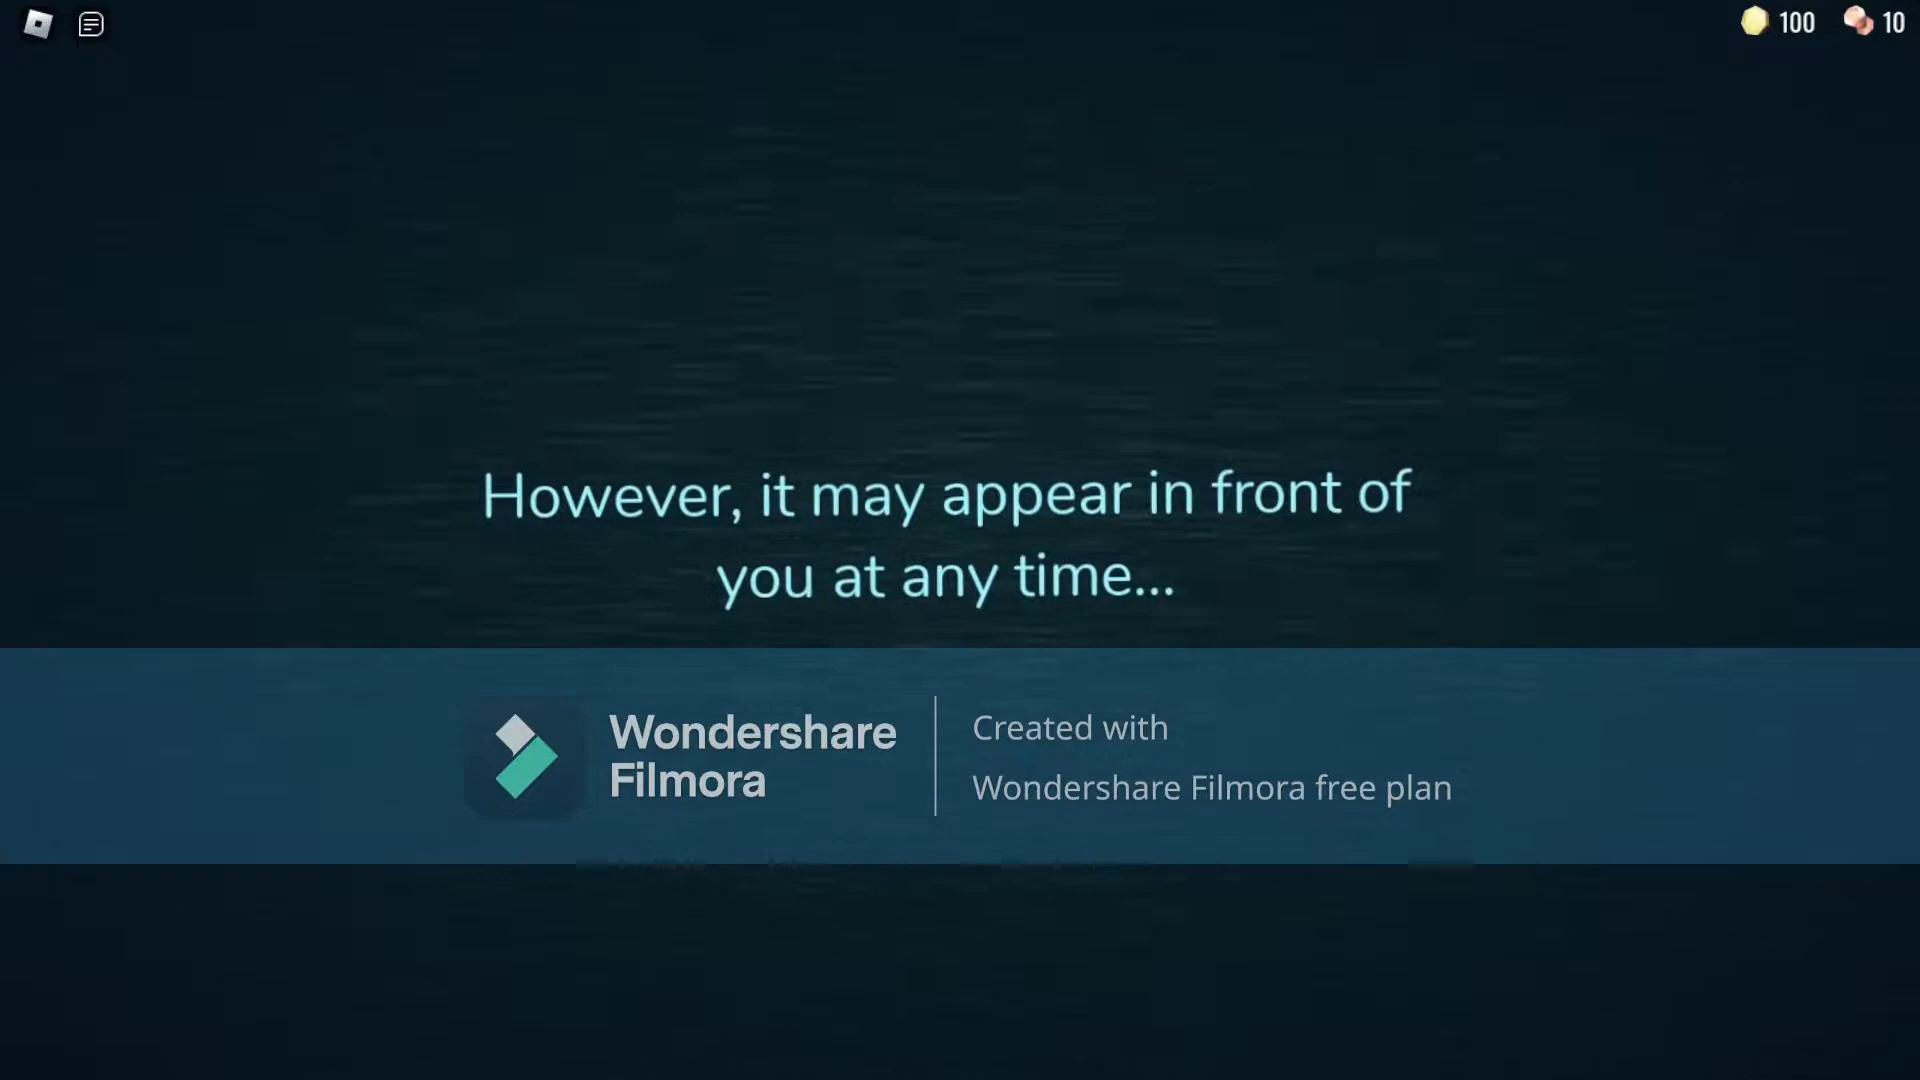 100 10
However, it may appear in front of
you at any time...
Wondershare
Filmora
Created with
Wondershare Filmora free plan